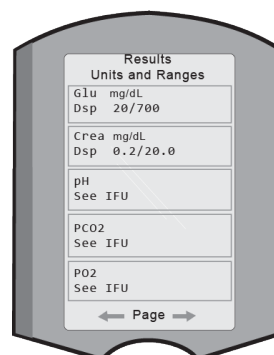 Results
Units and Ranges
Glu mg/dL
Dsp 20/700
Crea mg/dL
Dsp 0.2/20.0
pH
See IFU
PCO2
See IFU
PO2
See IFU
Page